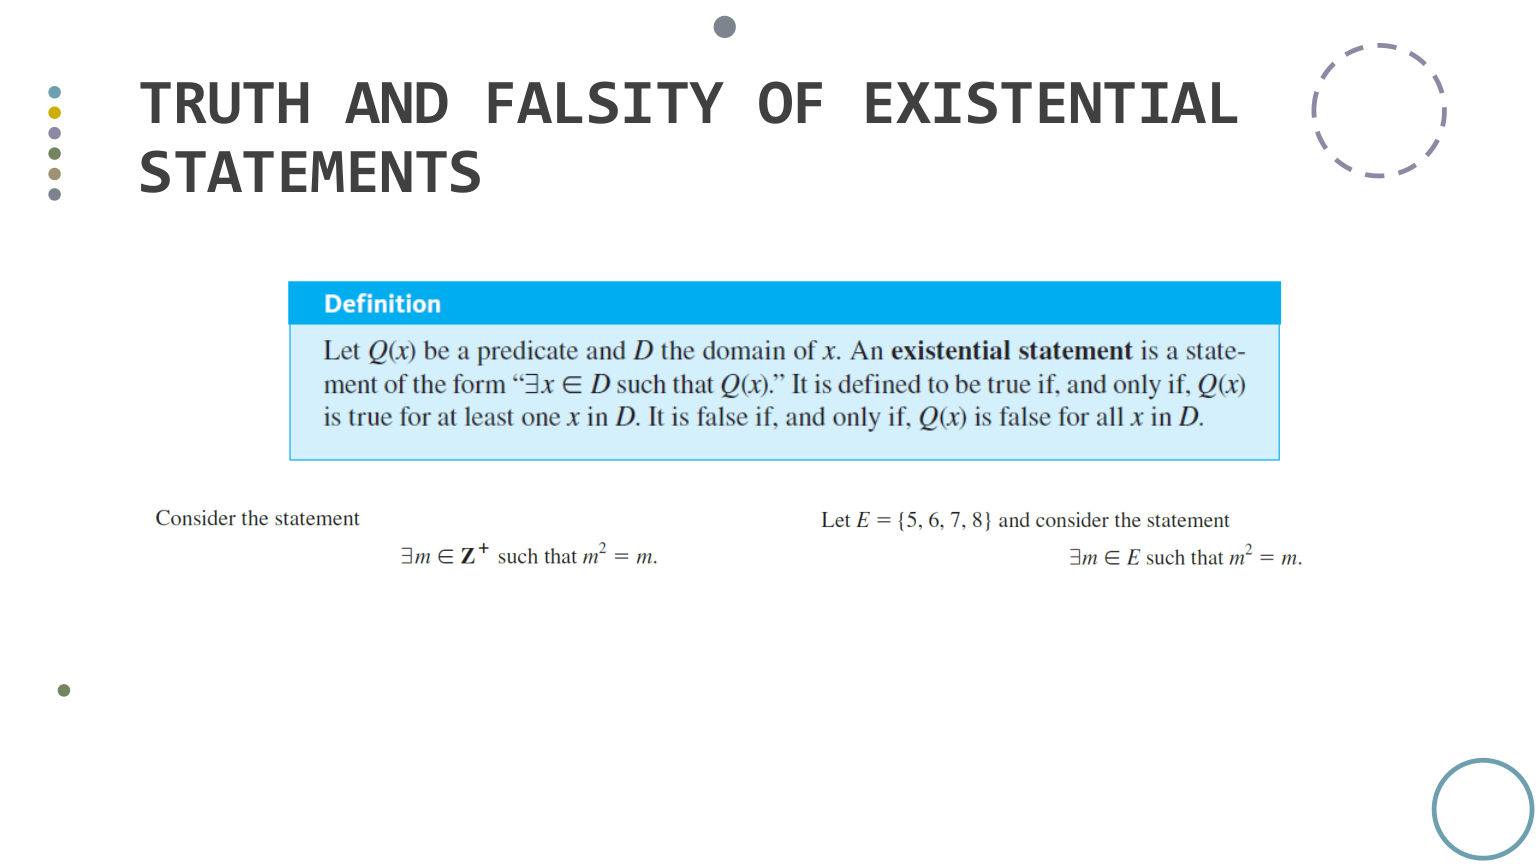 TRUTH AND FALSITY OF EXISTENTIAL
STATEMENTS
Definition
Let Q(x) be a predicate and D the domain of x. An existential statement is a state-
ment of the form “∃x ∈ D such that Q(x).” It is defined to be true if, and only if, Q(x)
is true for at least one x in D. It is false if, and only if, Q(x) is false for all x in D.
Consider the statement
∃m ∈ Z⁺ such that m² = m.
Let E = {5, 6, 7, 8} and consider the statement
∃m ∈ E such that m² = m.